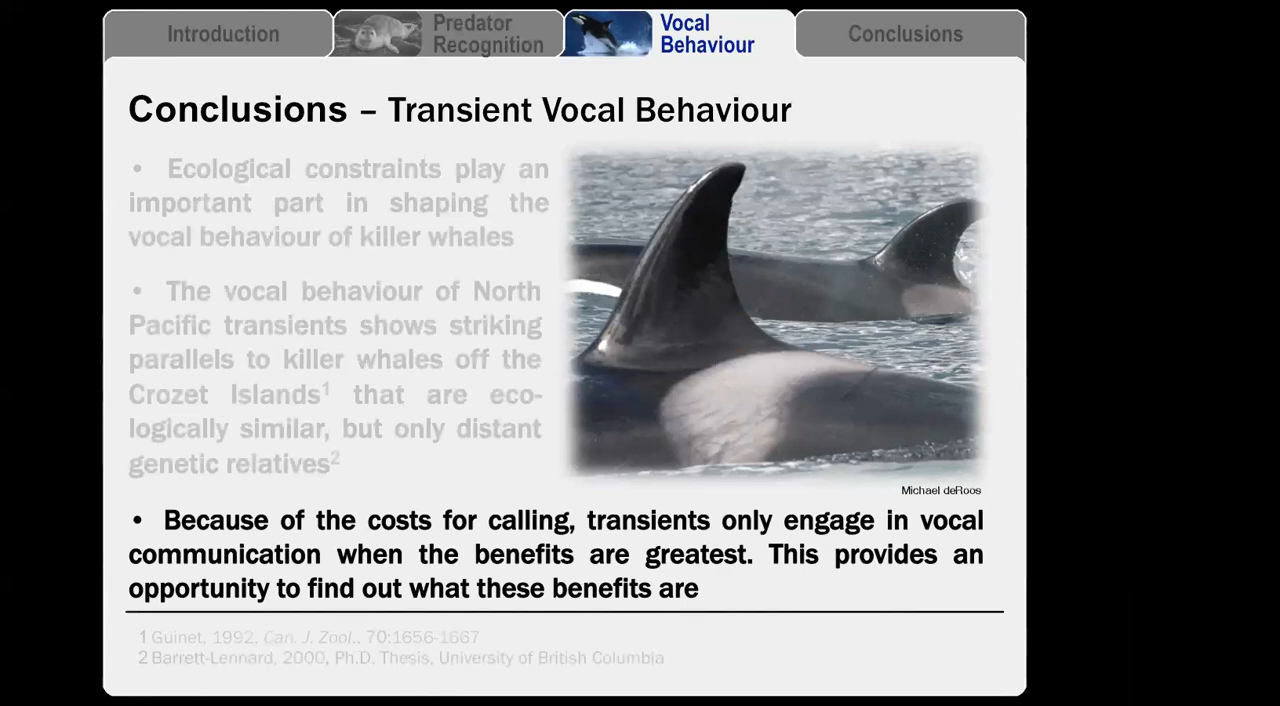 Introduction
Predator
Recognition
Vocal
Behaviour
Conclusions
Conclusions – Transient Vocal Behaviour
• Ecological constraints play an
important part in shaping the
vocal behaviour of killer whales
• The vocal behaviour of North
Pacific transients shows striking
parallels to killer whales off the
Crozet Islands¹ that are eco-
logically similar, but only distant
genetic relatives²
Michael deRoos
• Because of the costs for calling, transients only engage in vocal
communication when the benefits are greatest. This provides an
opportunity to find out what these benefits are
1 Guinet, 1992, Can. J. Zool., 70:1656-1667
2 Barrett-Lennard, 2000, Ph.D. Thesis, University of British Columbia